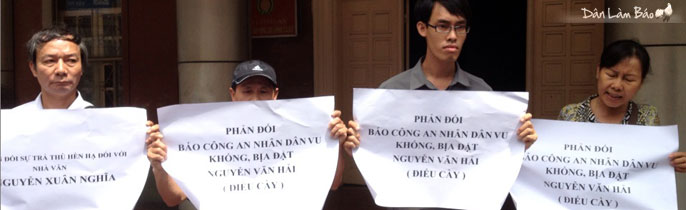 Dân Làm Báo
ĐỐI SỰ TRẢ THÙ HÈN HẠ ĐỐI VỚI
NHÀ VĂN
NGUYỄN XUÂN NGHĨA
PHẢN ĐỐI
BÁO CÔNG AN NHÂN DÂN VU
KHỐNG, BỊA ĐẶT
NGUYỄN VĂN HẢI
( ĐIẾU CÀY )
PHẢN ĐỐI
BÁO CÔNG AN NHÂN DÂN VU
KHỐNG, BỊA ĐẶT
NGUYỄN VĂN HẢI
( ĐIẾU CÀY )
PHẢN ĐỐI
BÁO CÔNG AN NHÂN DÂN VU
KHỐNG, BỊA ĐẶT
NGUYỄN VĂN HẢI
( ĐIẾU CÀY )